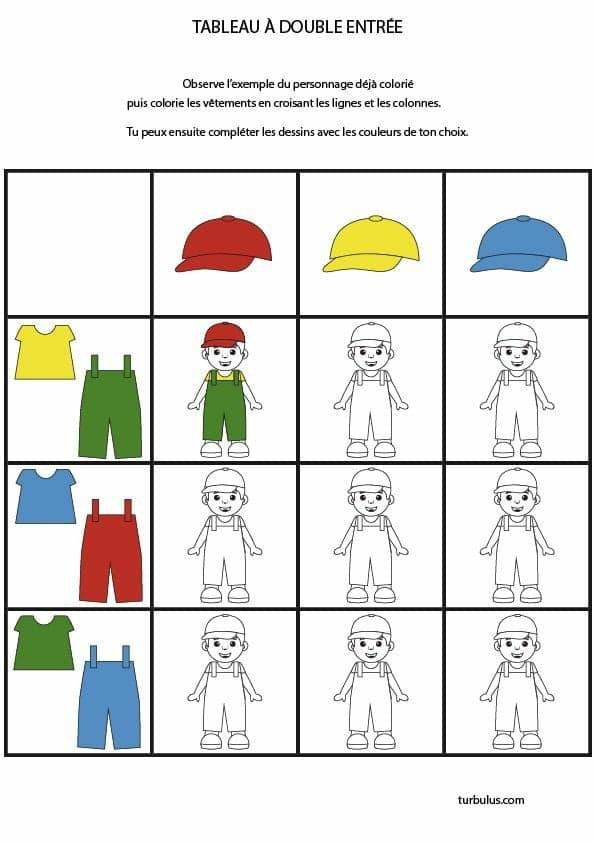 TABLEAU À DOUBLE ENTRÉE
Observe l'exemple du personnage déjà colorié
puis colorie les vêtements en croisant les lignes et les colonnes.
Tu peux ensuite compléter les dessins avec les couleurs de ton choix.
turbulus.com